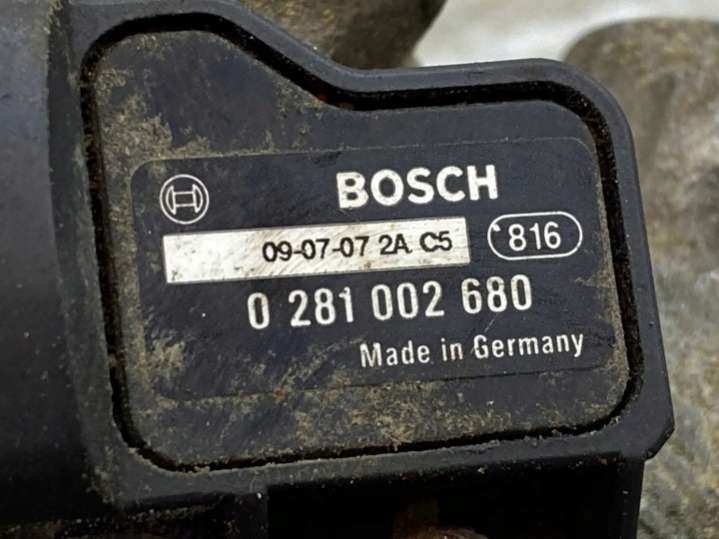 BOSCH
09-07-07 2A C5 816
0 281 002 680
Made in Germany